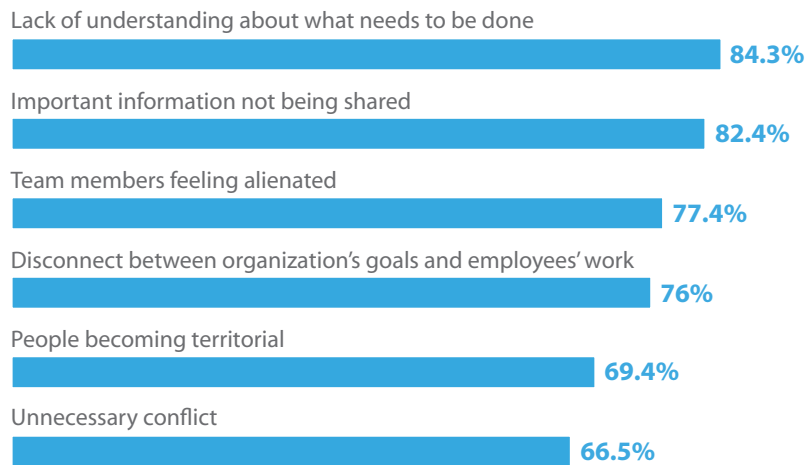 Lack of understanding about what needs to be done
84.3%
Important information not being shared
82.4%
Team members feeling alienated
77.4%
Disconnect between organization’s goals and employees’ work
76%
People becoming territorial
69.4%
Unnecessary conflict
66.5%